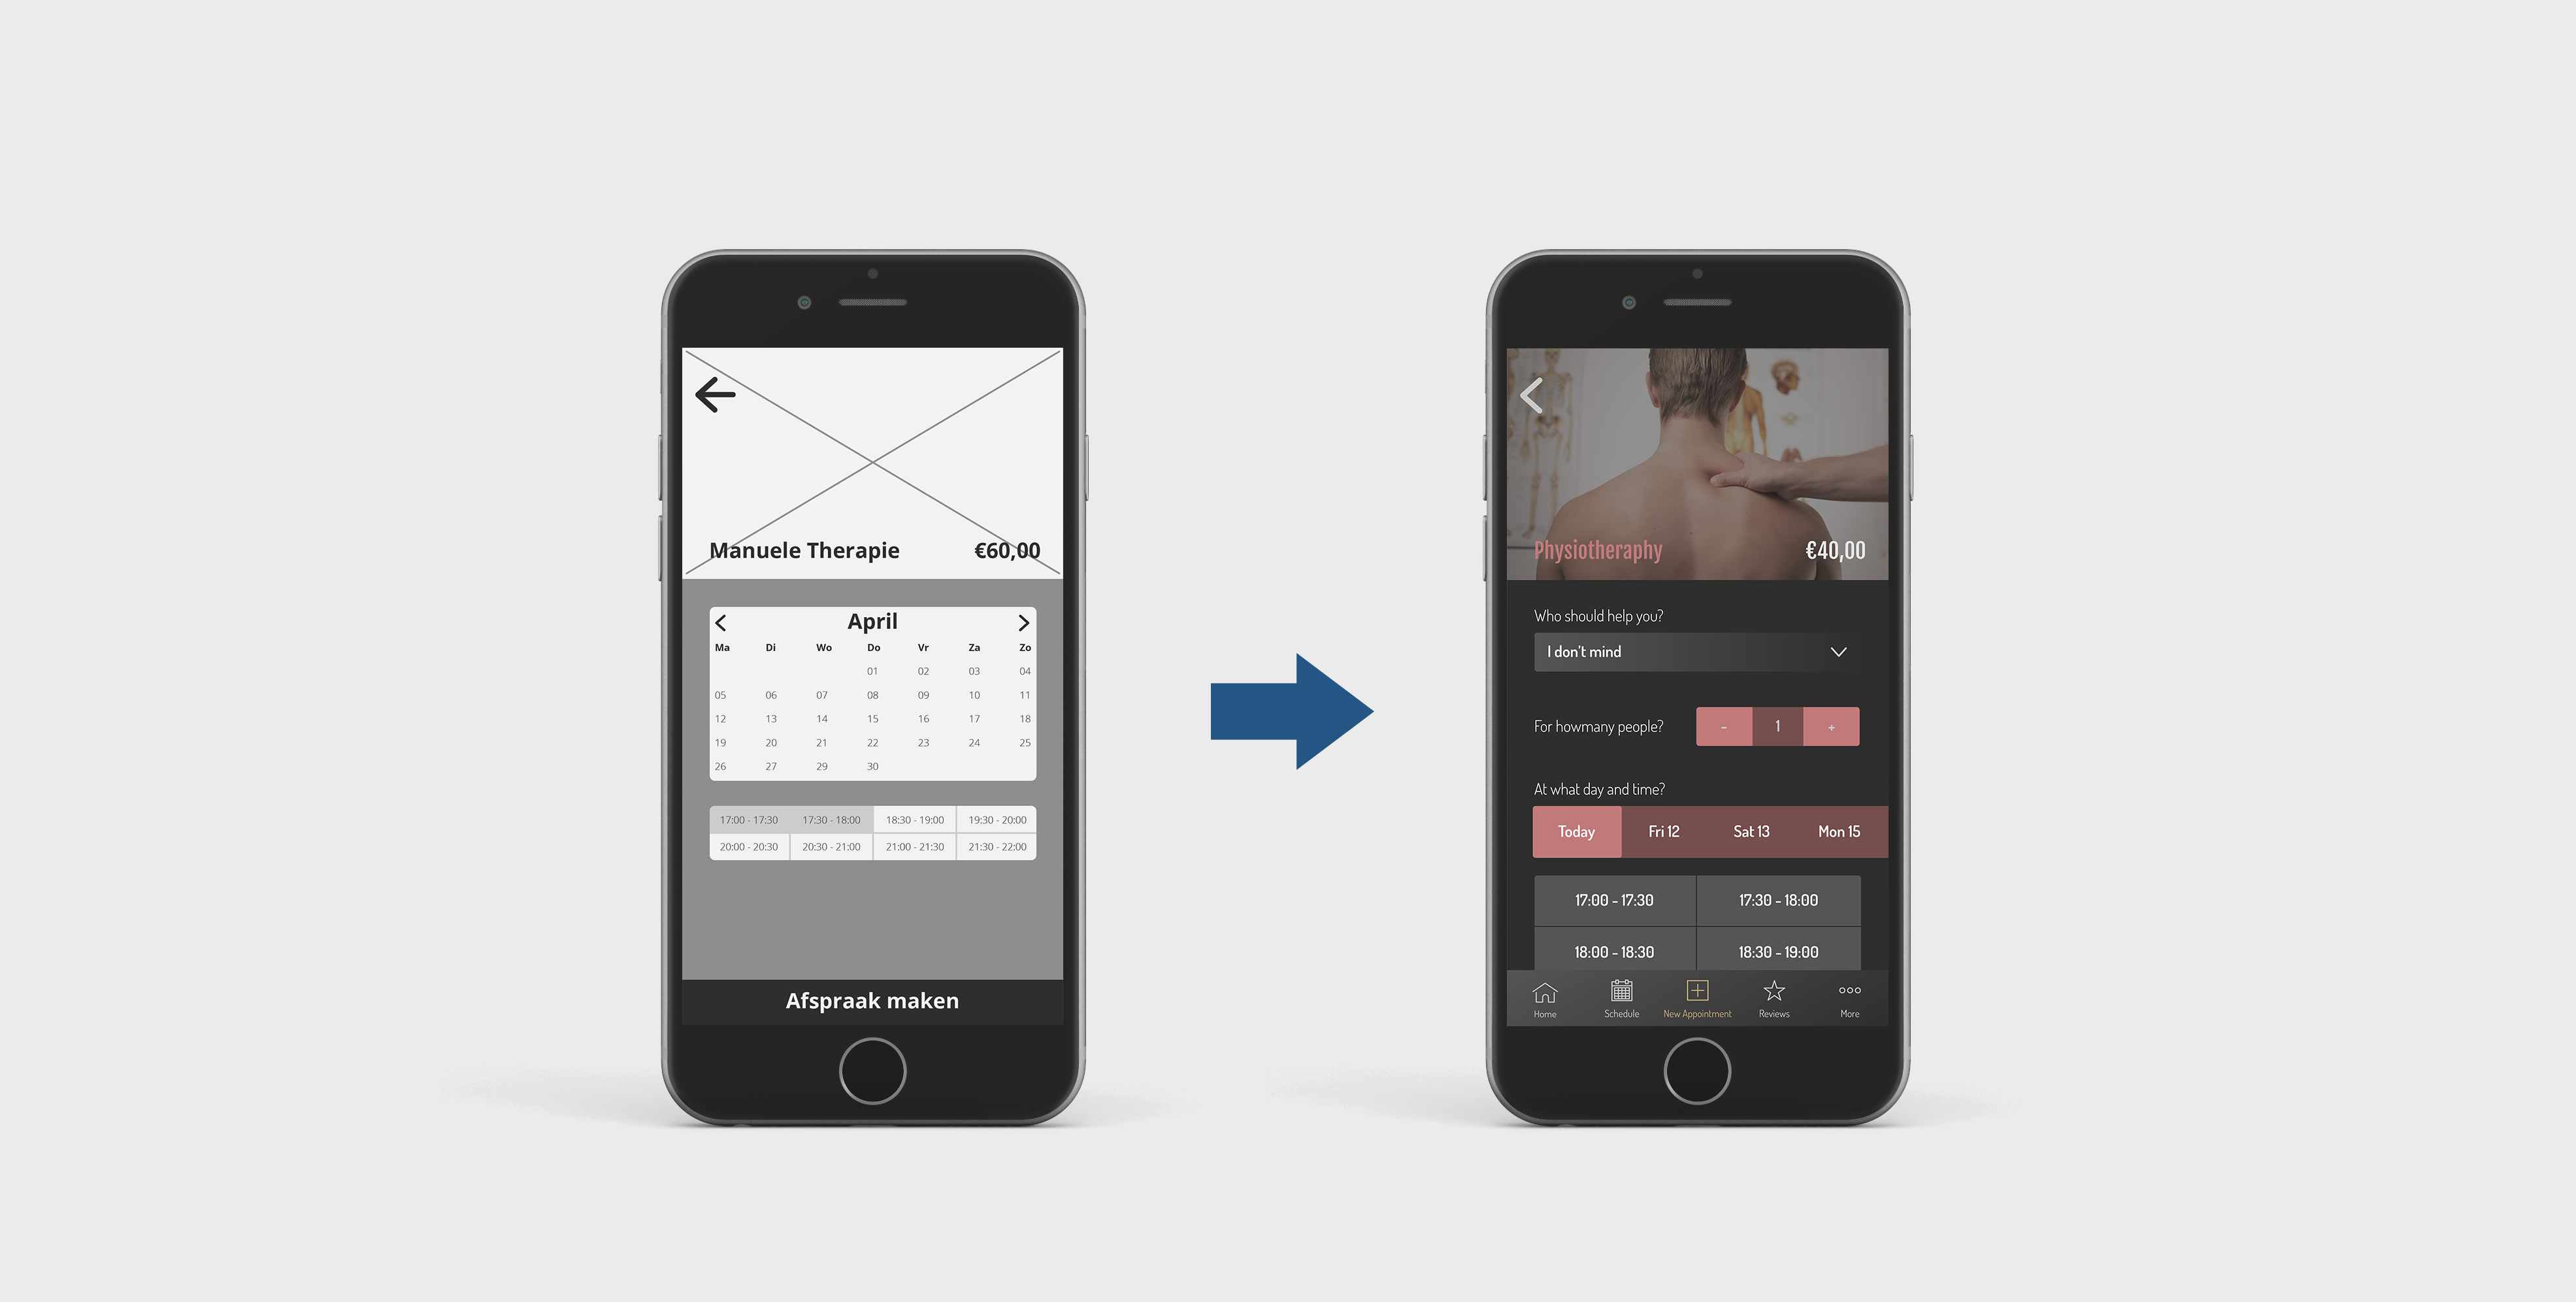 Manuele Therapie €60,00
April
Ma Di Wo Do Vr Za Zo
01 02 03 04
05 06 07 08 09 10 11
12 13 14 15 16 17 18
19 20 21 22 23 24 25
26 27 29 30
17:00 - 17:30 17:30 - 18:00 18:30 - 19:00 19:30 - 20:00
20:00 - 20:30 20:30 - 21:00 21:00 - 21:30 21:30 - 22:00
Afspraak maken
Physiotheraphy €40,00
Who should help you?
I don't mind
For howmany people? - 1 +
At what day and time?
Today Fri 12 Sat 13 Mon 15
17:00 - 17:30 17:30 - 18:00
18:00 - 18:30 18:30 - 19:00
Home Schedule New Appointment Reviews More